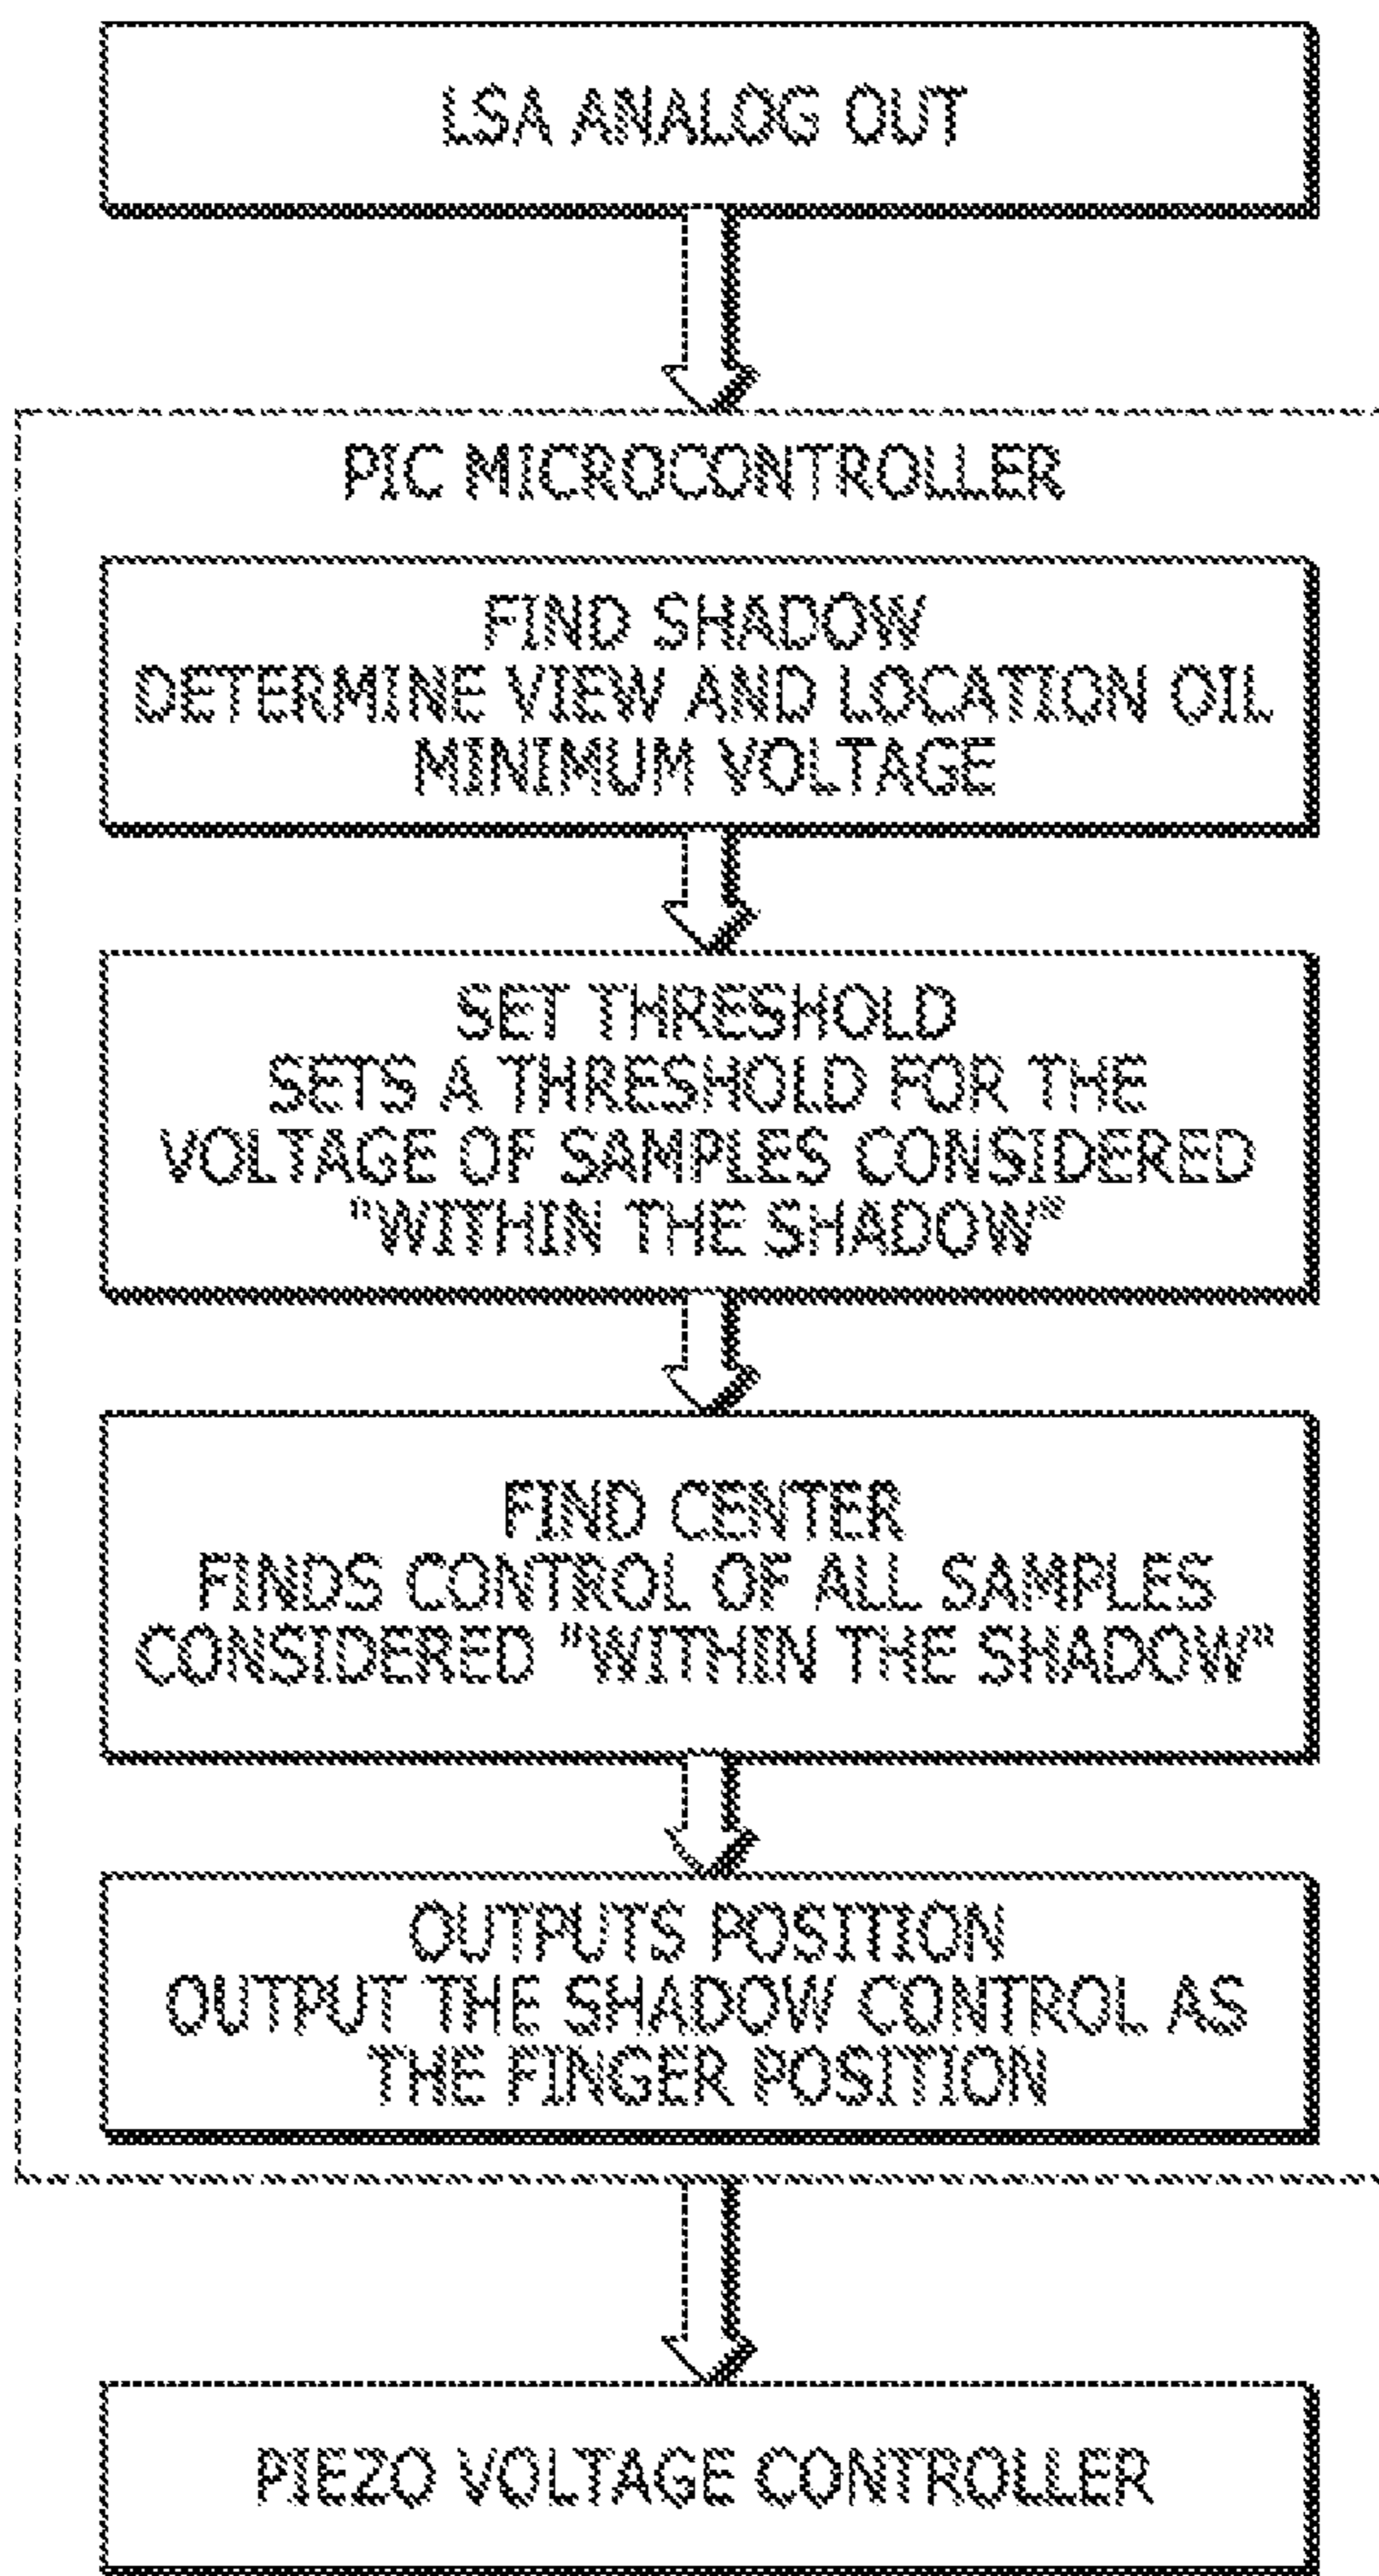 LSA ANALOG OUT
PIC MICROCONTROLLER
FIND SHADOW
DETERMINE VIEW AND LOCATION OIL
MINIMUM VOLTAGE
SET THRESHOLD
SETS A THRESHOLD FOR THE
VOLTAGE OF SAMPLES CONSIDERED
"WITHIN THE SHADOW"
FIND CENTER
FINDS CONTROL OF ALL SAMPLES
CONSIDERED "WITHIN THE SHADOW"
OUTPUTS POSITION
OUTPUT THE SHADOW CONTROL AS
THE FINGER POSITION
PIEZO VOLTAGE CONTROLLER